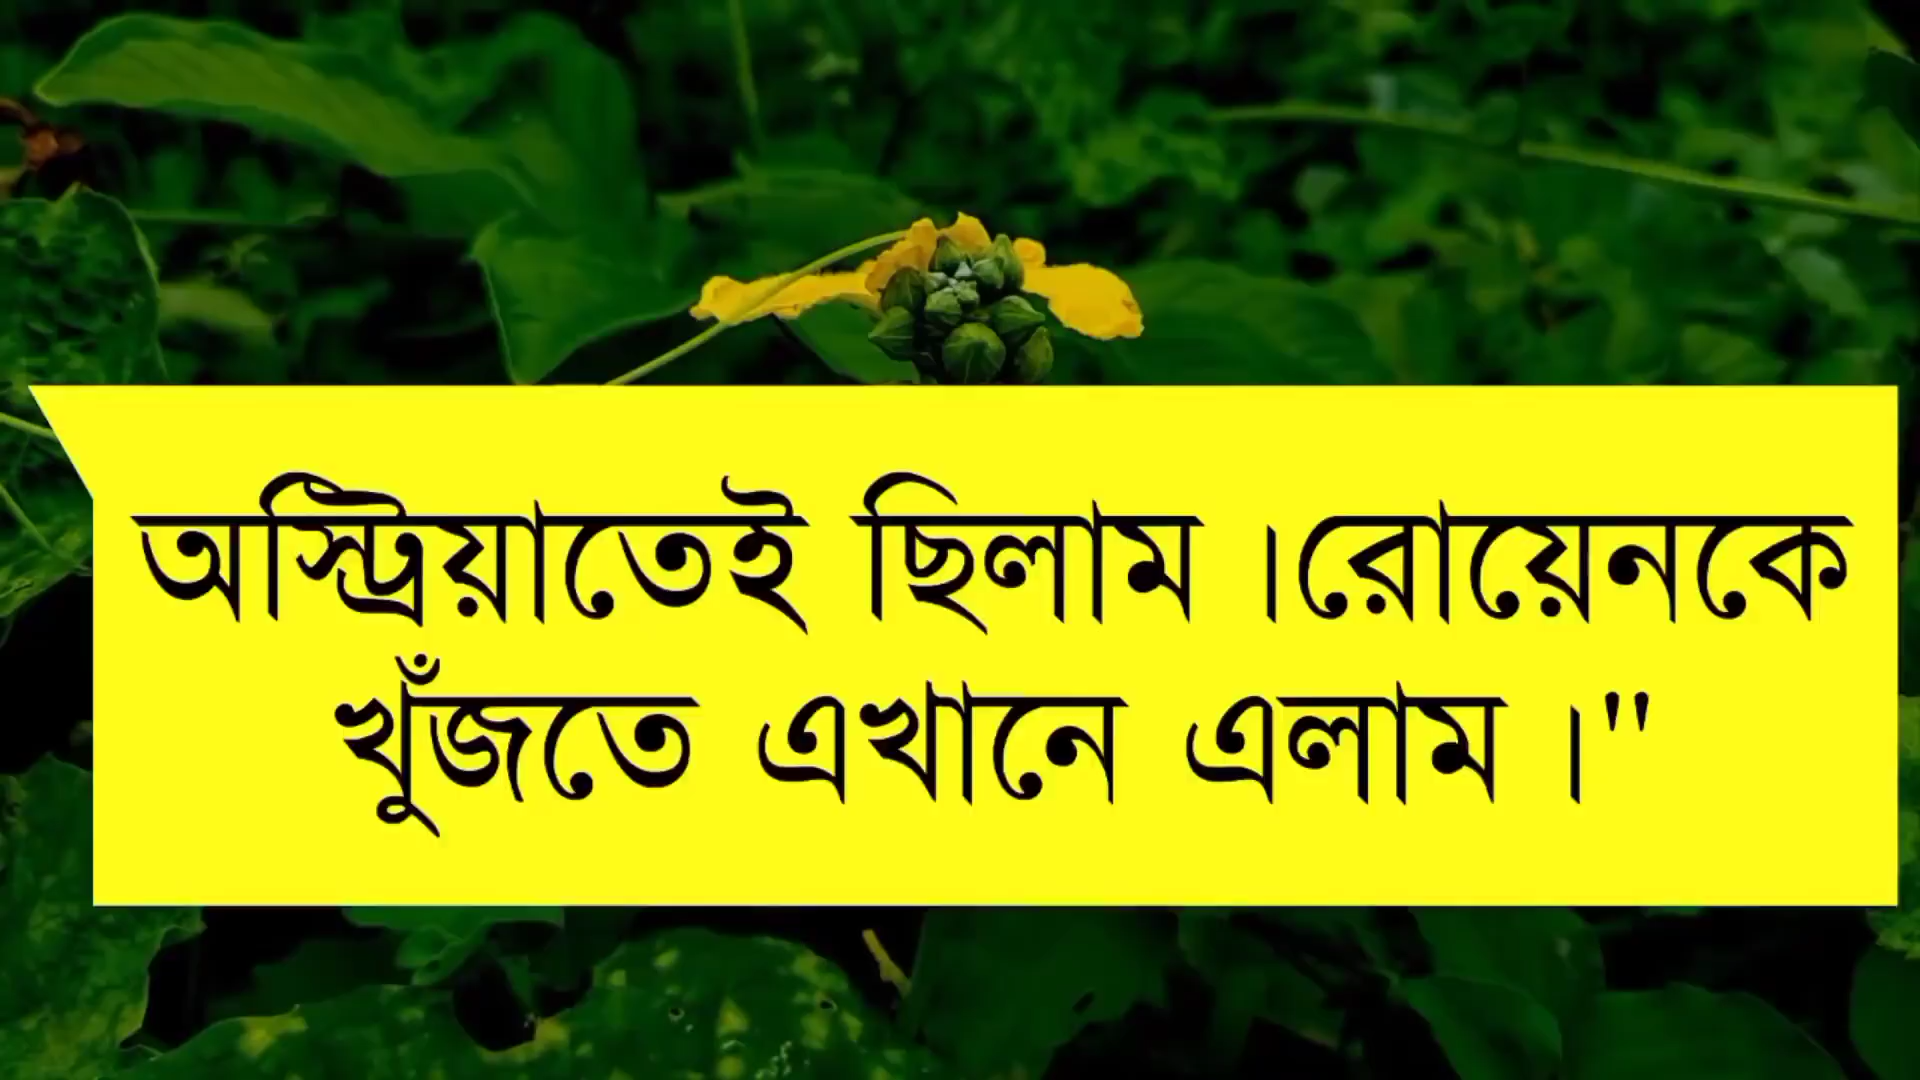 অস্ট্রিয়াতেই ছিলাম ।রোয়েনকে
খুঁজতে এখানে এলাম ।"